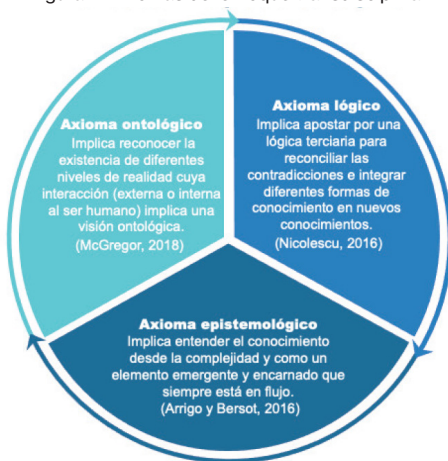 Axioma ontológico
Implica reconocer la
existencia de diferentes
niveles de realidad cuya
interacción (externa o interna
al ser humano) implica una
visión ontológica.
(McGregor, 2018)
Axioma lógico
Implica apostar por una
lógica terciaria para
reconciliar las
contradicciones e integrar
diferentes formas de
conocimiento en nuevos
conocimientos.
(Nicolescu, 2016)
Axioma epistemológico
Implica entender el conocimiento
desde la complejidad y como un
elemento emergente y encarnado que
siempre está en flujo.
(Arrigo y Bersot, 2016)